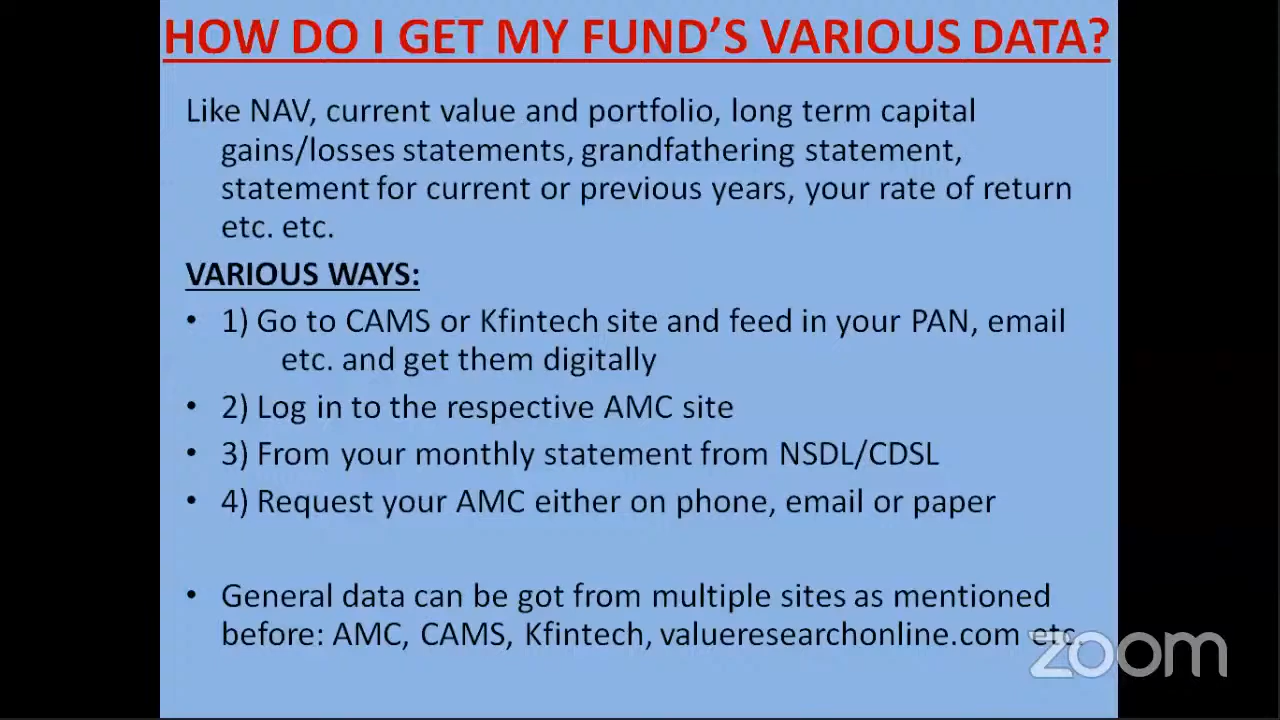 HOW DO I GET MY FUND’S VARIOUS DATA?
Like NAV, current value and portfolio, long term capital
gains/losses statements, grandfathering statement,
statement for current or previous years, your rate of return
etc. etc.
VARIOUS WAYS:
• 1) Go to CAMS or Kfintech site and feed in your PAN, email
etc. and get them digitally
• 2) Log in to the respective AMC site
• 3) From your monthly statement from NSDL/CDSL
• 4) Request your AMC either on phone, email or paper
• General data can be got from multiple sites as mentioned
before: AMC, CAMS, Kfintech, valueresearchonline.com etc.
zoom